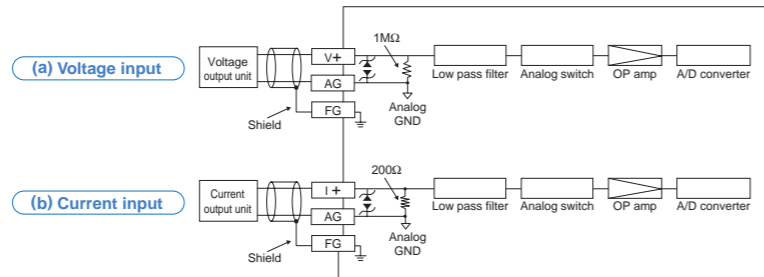 (a) Voltage input
Voltage
output unit
V+
AG
FG
Shield
1MΩ
Analog
GND
Low pass filter
Analog switch
OP amp
A/D converter
(b) Current input
Current
output unit
I +
AG
FG
Shield
200Ω
Analog
GND
Low pass filter
Analog switch
OP amp
A/D converter